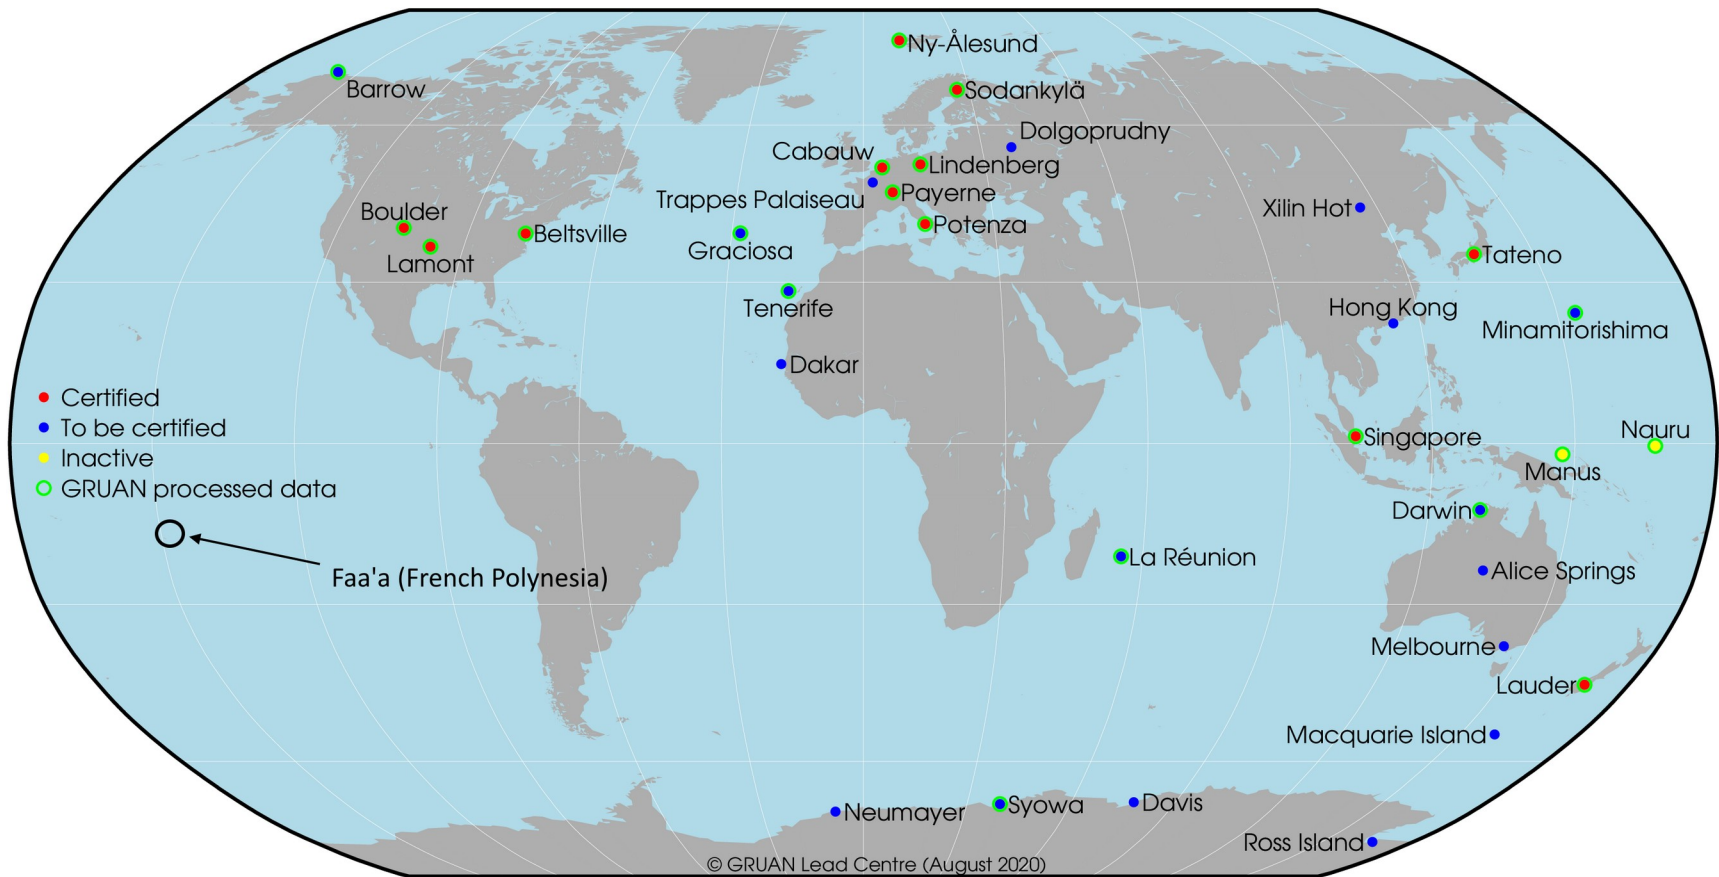 Ny-Ålesund
Barrow
Sodankylä
Dolgoprudny
Cabauw
Lindenberg
Trappes Palaiseau
Payerne
Boulder
Xilin Hot
Potenza
Beltsville
Graciosa
Lamont
Tateno
Tenerife
Hong Kong
Minamitorishima
Dakar
Certified
To be certified
Inactive
GRUAN processed data
Nauru
Singapore
Manus
Darwin
La Réunion
Faa'a (French Polynesia)
Alice Springs
Melbourne
Lauder
Macquarie Island
Neumayer
Syowa
Davis
Ross Island
© GRUAN Lead Centre (August 2020)